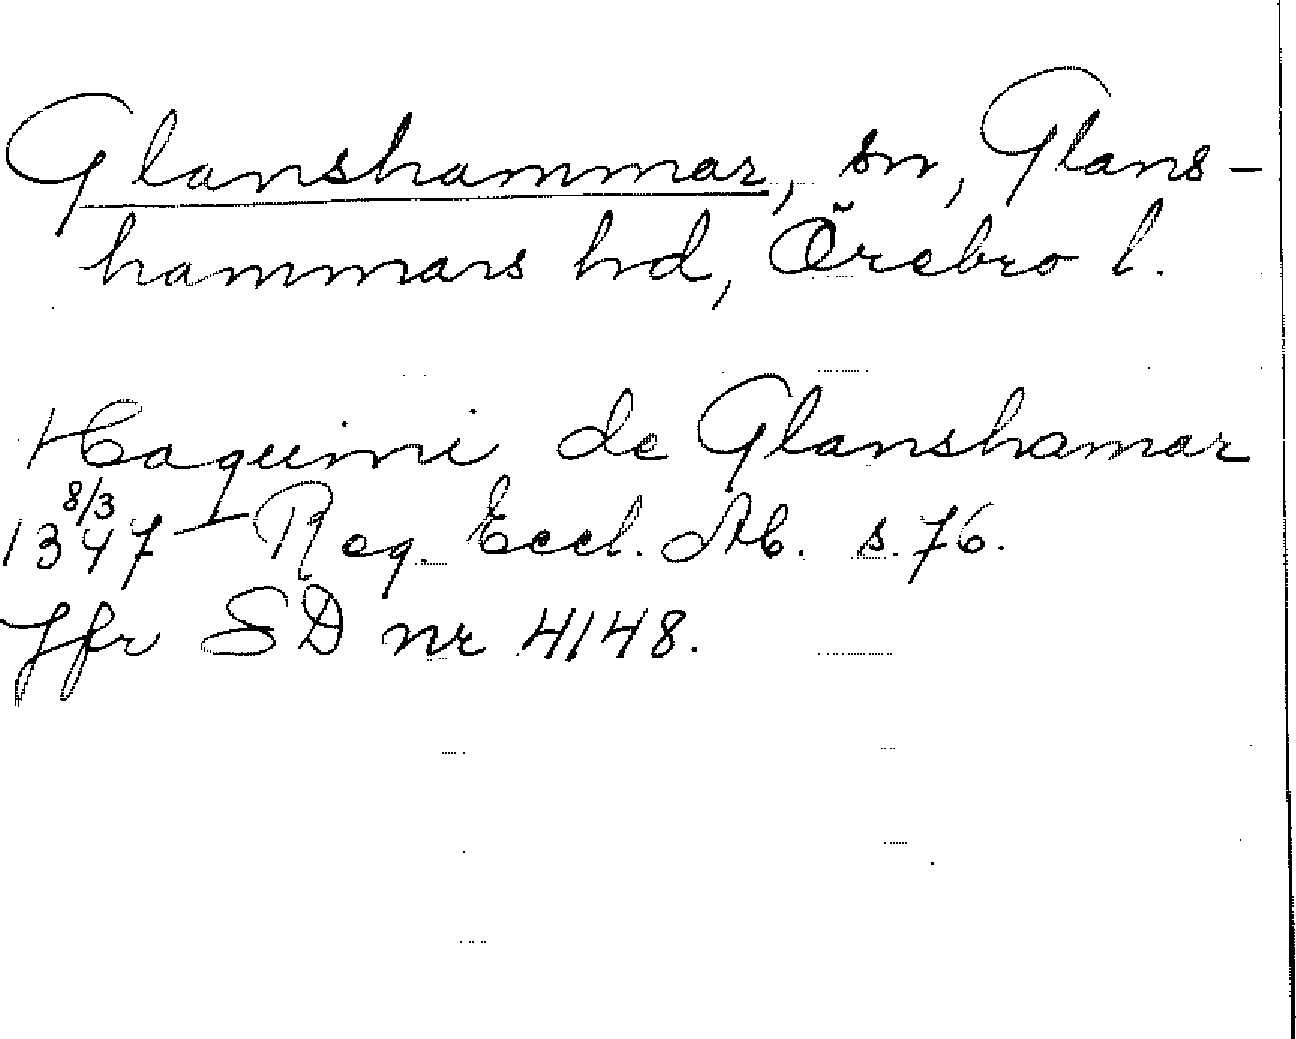 Glanshammar, sn, Glans-
hammars hd, Örebro l.
Haquini de Glanshamar
8/3
1347 Reg. Eccl. Ab. s. 76.
Jfr SD nr 4148.